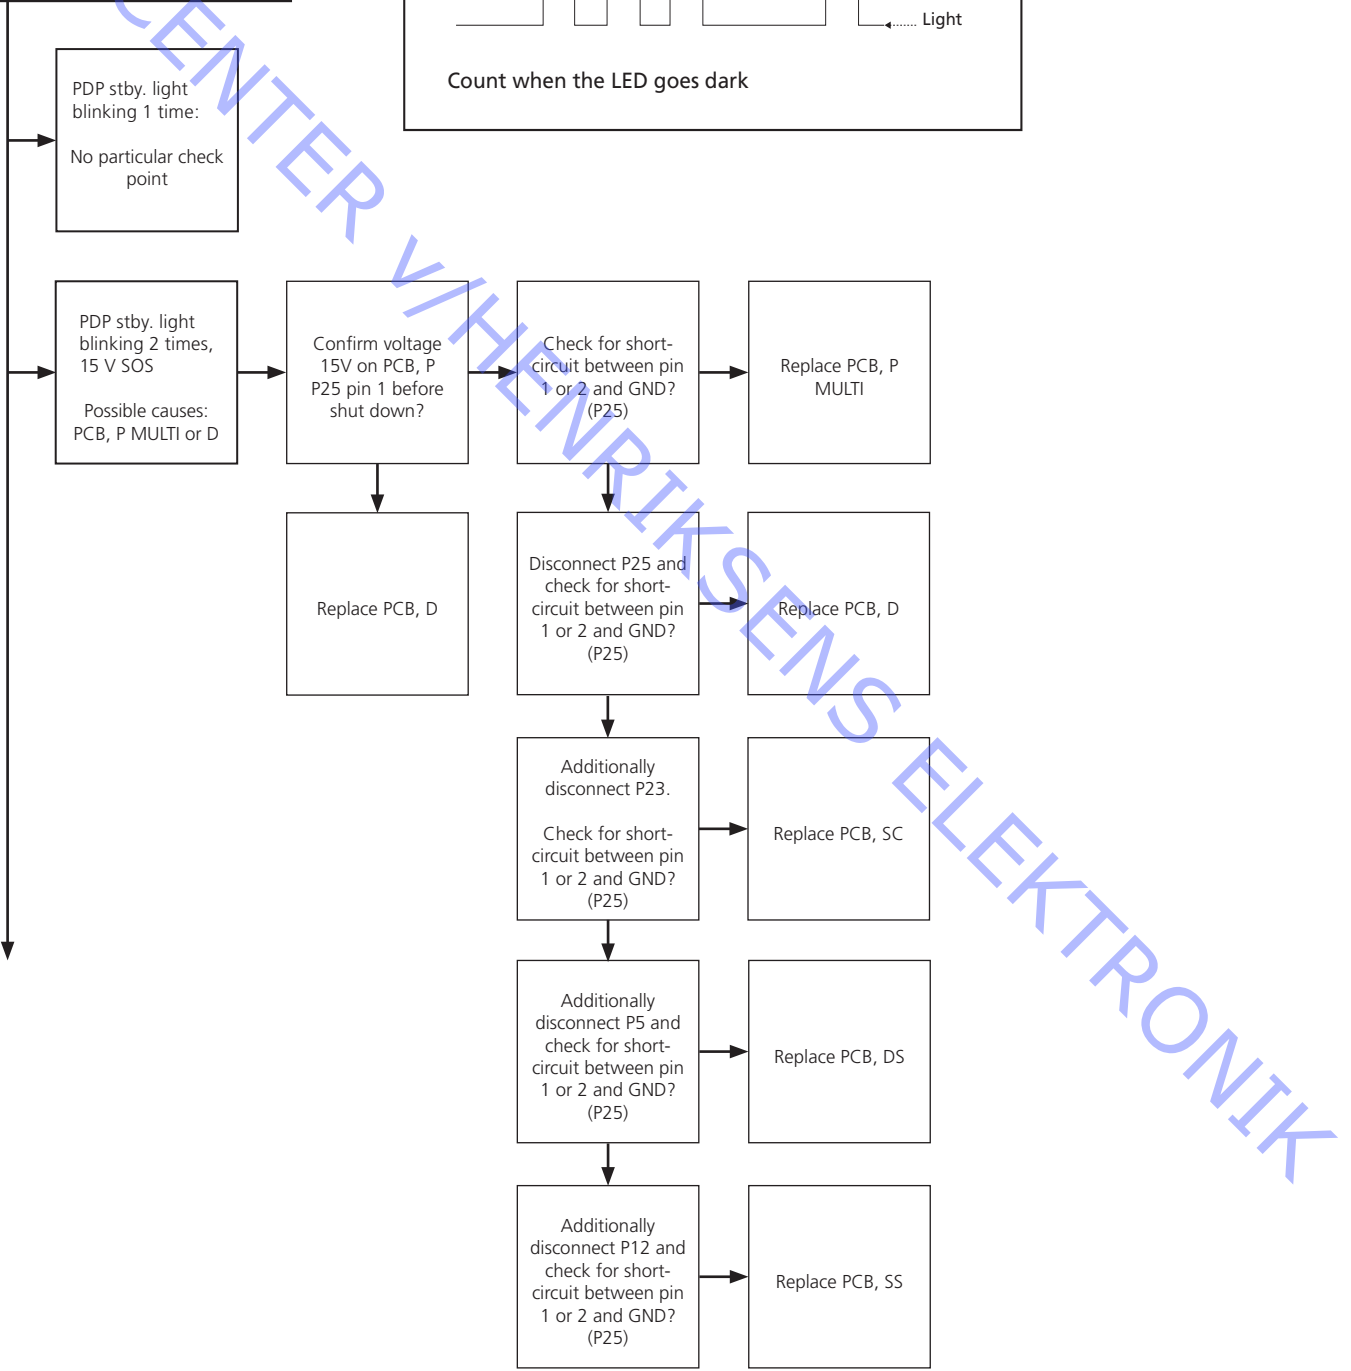 Light
Count when the LED goes dark
PDP stby. light
blinking 1 time:
No particular check
point
PDP stby. light
blinking 2 times,
15 V SOS
Possible causes:
PCB, P MULTI or D
Confirm voltage
15V on PCB, P
P25 pin 1 before
shut down?
Check for short-
circuit between pin
1 or 2 and GND?
(P25)
Replace PCB, P
MULTI
Replace PCB, D
Disconnect P25 and
check for short-
circuit between pin
1 or 2 and GND?
(P25)
Replace PCB, D
Additionally
disconnect P23.
Check for short-
circuit between pin
1 or 2 and GND?
(P25)
Replace PCB, SC
Additionally
disconnect P5 and
check for short-
circuit between pin
1 or 2 and GND?
(P25)
Replace PCB, DS
Additionally
disconnect P12 and
check for short-
circuit between pin
1 or 2 and GND?
(P25)
Replace PCB, SS
CENTER v/HENRIKSENS ELEKTRONIK